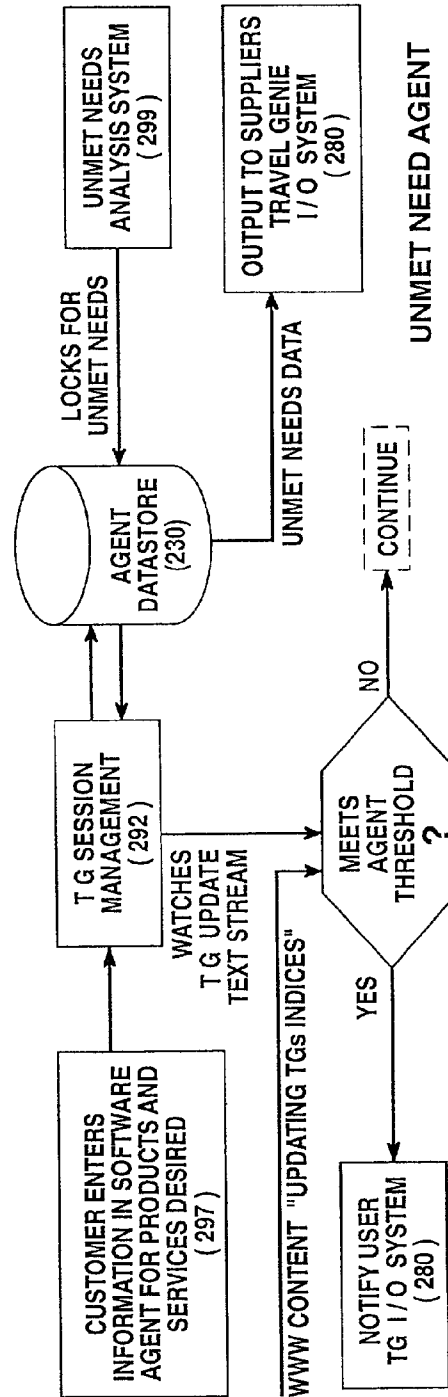 CUSTOMER ENTERS
INFORMATION IN SOFTWARE
AGENT FOR PRODUCTS AND
SERVICES DESIRED
(297)
TG SESSION
MANAGEMENT
(292)
AGENT
DATASTORE
(230)
LOCKS FOR
UNMET NEEDS
UNMET NEEDS
ANALYSIS SYSTEM
(299)
WATCHES
TG UPDATE
TEXT STREAM
UNMET NEEDS DATA
OUTPUT TO SUPPLIERS
TRAVEL GENIE
I/O SYSTEM
(280)
WWW CONTENT "UPDATING TGs INDICES"
MEETS
AGENT
THRESHOLD
?
YES
NO
CONTINUE
NOTIFY USER
TG I/O SYSTEM
(280)
UNMET NEED AGENT